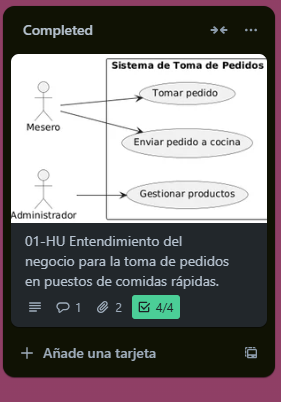 Completed
Sistema de Toma de Pedidos
Tomar pedido
Mesero
Enviar pedido a cocina
Gestionar productos
Administrador
01-HU Entendimiento del
negocio para la toma de pedidos
en puestos de comidas rápidas.
1
2
4/4
Añade una tarjeta